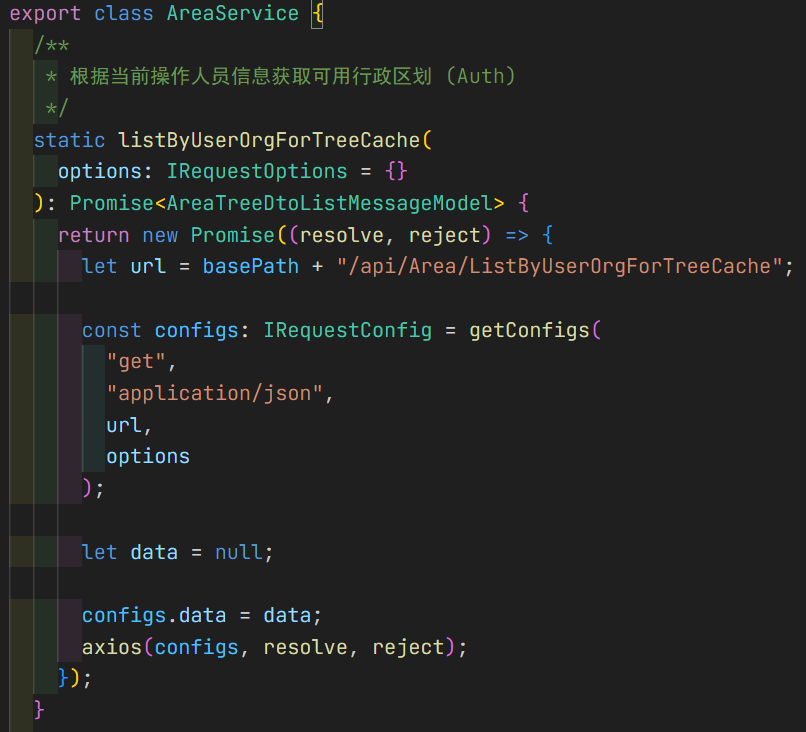 export class AreaService {
/**
* 根据当前操作人员信息获取可用行政区划 (Auth)
*/
static listByUserOrgForTreeCache(
options: IRequestOptions = {}
): Promise<AreaTreeDtoListMessageModel> {
return new Promise((resolve, reject) => {
let url = basePath + "/api/Area/ListByUserOrgForTreeCache";
const configs: IRequestConfig = getConfigs(
"get",
"application/json",
url,
options
);
let data = null;
configs.data = data;
axios(configs, resolve, reject);
});
}